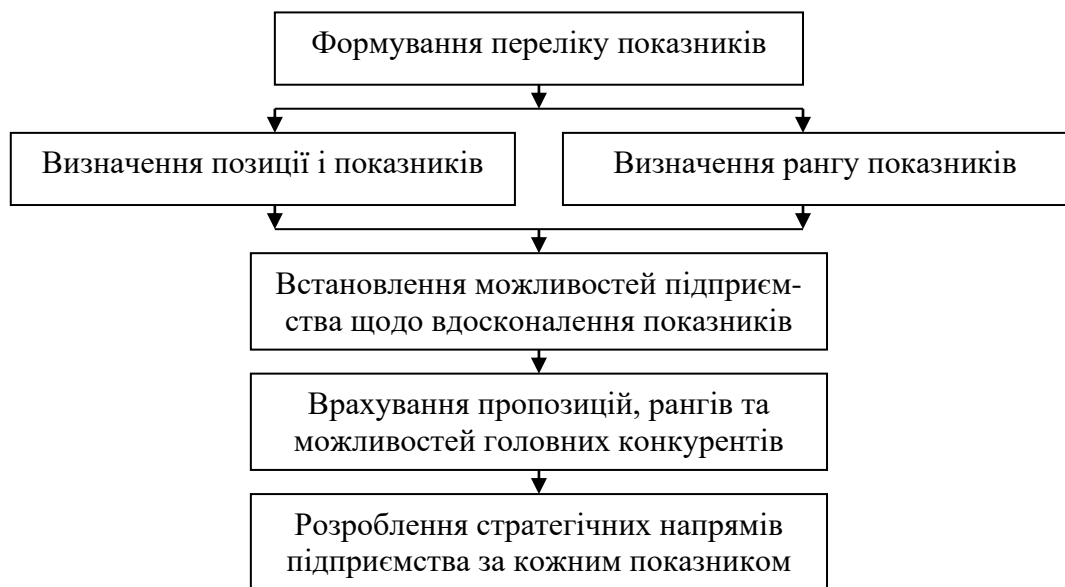 Формування переліку показників
Визначення позиції і показників
Визначення рангу показників
Встановлення можливостей підприєм-
ства щодо вдосконалення показників
Врахування пропозицій, рангів та
можливостей головних конкурентів
Розроблення стратегічних напрямів
підприємства за кожним показником